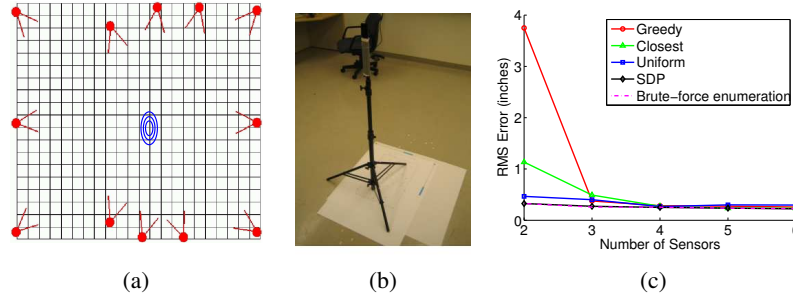 4
3
2
1
0
2
3
4
5
6
RMS Error (inches)
Number of Sensors
Greedy
Closest
Uniform
SDP
Brute-force enumeration
(a)
(b)
(c)